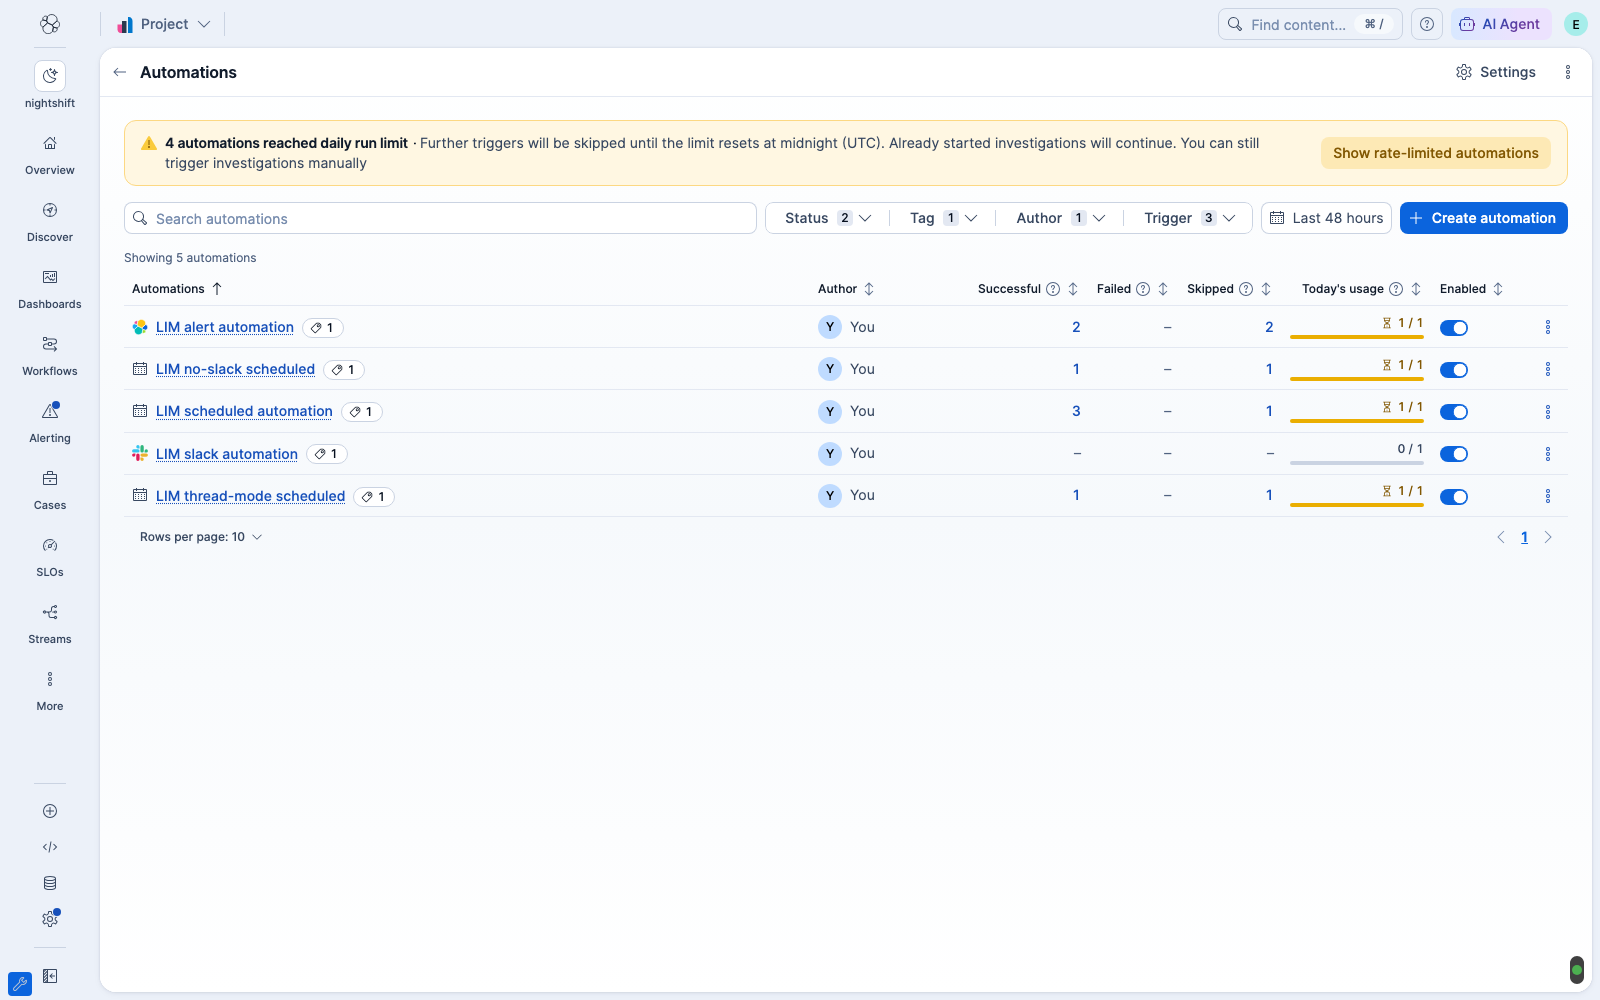 Project
Find content...
⌘ /
AI Agent
E
nightshift
Overview
Discover
Dashboards
Workflows
Alerting
Cases
SLOs
Streams
More
Automations
Settings
4 automations reached daily run limit · Further triggers will be skipped until the limit resets at midnight (UTC). Already started investigations will continue. You can still
trigger investigations manually
Show rate-limited automations
Search automations
Status 2
Tag 1
Author 1
Trigger 3
Last 48 hours
Create automation
Showing 5 automations
Automations Author Successful Failed Skipped Today's usage Enabled
LIM alert automation 1 Y You 2 – 2 1 / 1
LIM no-slack scheduled 1 Y You 1 – 1 1 / 1
LIM scheduled automation 1 Y You 3 – 1 1 / 1
LIM slack automation 1 Y You – – – 0 / 1
LIM thread-mode scheduled 1 Y You 1 – 1 1 / 1
Rows per page: 10
1